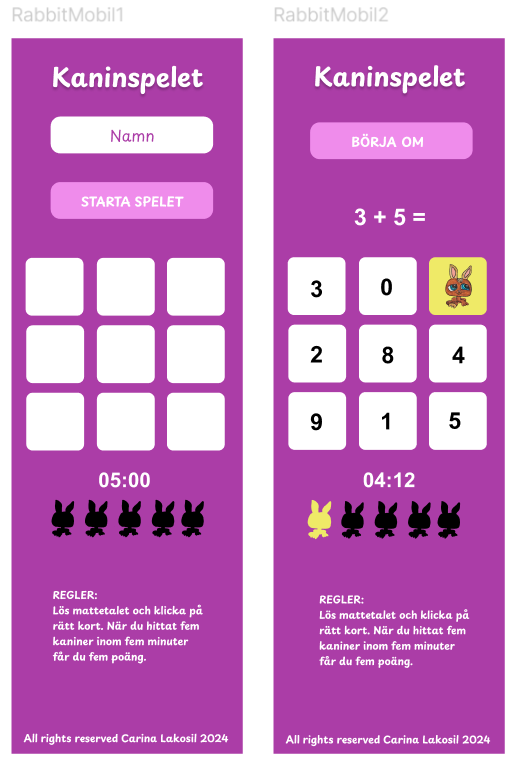 RabbitMobil1
Kaninspelet
Namn
STARTA SPELET
05:00
REGLER:
Lös mattetalet och klicka på
rätt kort. När du hittat fem
kaniner inom fem minuter
får du fem poäng.
All rights reserved Carina Lakosil 2024
RabbitMobil2
Kaninspelet
BÖRJA OM
3 + 5 =
3 0
2 8 4
9 1 5
04:12
REGLER:
Lös mattetalet och klicka på
rätt kort. När du hittat fem
kaniner inom fem minuter
får du fem poäng.
All rights reserved Carina Lakosil 2024